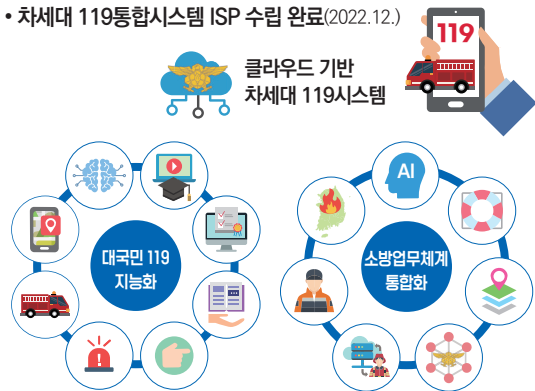 • 차세대 119통합시스템 ISP 수립 완료(2022.12.)
119
클라우드 기반
차세대 119시스템
대국민 119
지능화
AI
소방업무체계
통합화